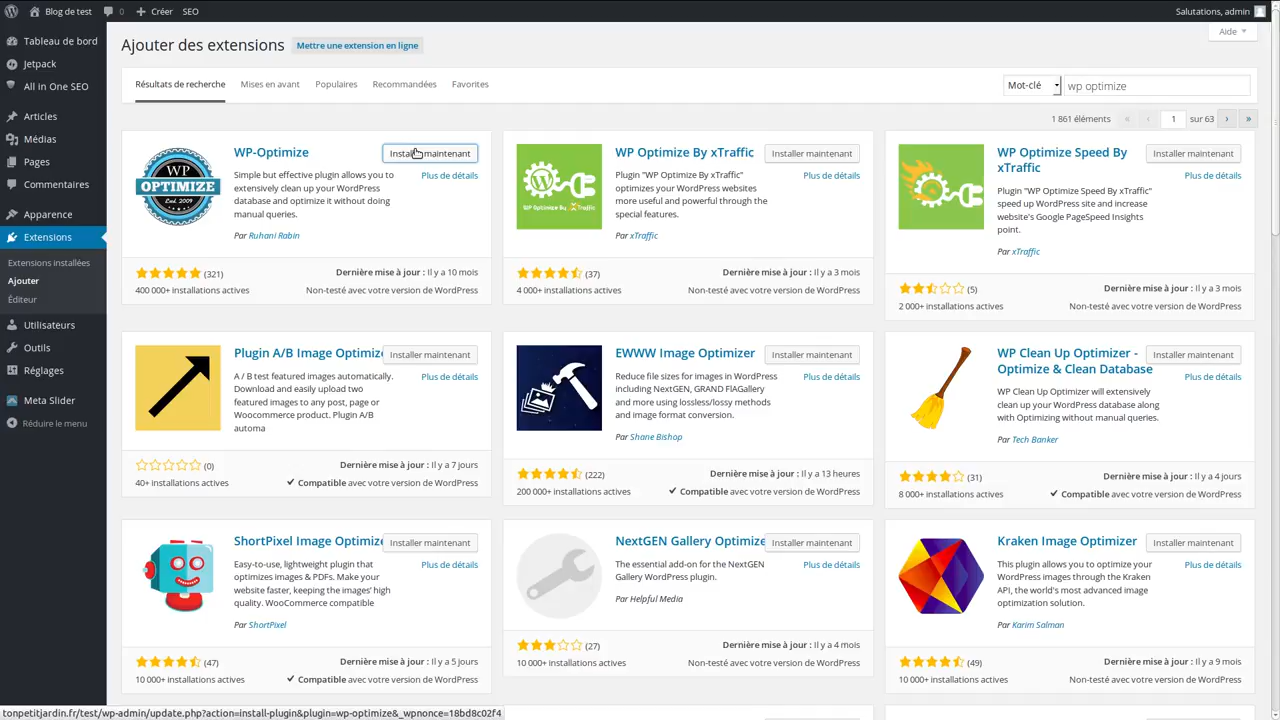 Blog de test
0
Créer
SEO
Salutations, admin
Tableau de bord
Jetpack
All in One SEO
Articles
Médias
Pages
Commentaires
Apparence
Extensions
Extensions installées
Ajouter
Éditeur
Utilisateurs
Outils
Réglages
Meta Slider
Réduire le menu
Aide
Ajouter des extensions
Mettre une extension en ligne
Résultats de recherche
Mises en avant
Populaires
Recommandées
Favorites
Mot-clé
wp optimize
1 861 éléments
«
‹
1
sur 63
›
»
WP-Optimize
Installer maintenant
Plus de détails
Simple but effective plugin allows you to
extensively clean up your WordPress
database and optimize it without doing
manual queries.
Par Ruhani Rabin
(321)
Dernière mise à jour : Il y a 10 mois
400 000+ installations actives
Non-testé avec votre version de WordPress
WP Optimize By xTraffic
Installer maintenant
Plus de détails
WP Optimize By xTraffic
Plugin "WP Optimize By xTraffic"
optimizes your WordPress websites
more useful and powerful through the
special features.
Par xTraffic
(37)
Dernière mise à jour : Il y a 3 mois
4 000+ installations actives
Non-testé avec votre version de WordPress
WP Optimize Speed By
xTraffic
Installer maintenant
Plus de détails
Plugin "WP Optimize Speed By xTraffic"
speed up WordPress site and increase
website's Google PageSpeed Insights
point.
Par xTraffic
(5)
Dernière mise à jour : Il y a 3 mois
2 000+ installations actives
Non-testé avec votre version de WordPress
WP
OPTIMIZE
Estd. 2009
Plugin A/B Image Optimize
Installer maintenant
Plus de détails
A / B test featured images automatically.
Download and easily upload two
featured images to any post, page or
Woocommerce product. Plugin A/B
automa
(0)
Dernière mise à jour : Il y a 7 jours
40+ installations actives
Compatible avec votre version de WordPress
EWWW Image Optimizer
Installer maintenant
Plus de détails
Reduce file sizes for images in WordPress
including NextGEN, GRAND FlAGallery
and more using lossless/lossy methods
and image format conversion.
Par Shane Bishop
(222)
Dernière mise à jour : Il y a 13 heures
200 000+ installations actives
Compatible avec votre version de WordPress
WP Clean Up Optimizer -
Optimize & Clean Database
Installer maintenant
Plus de détails
WP Clean Up Optimizer will extensively
clean up your WordPress database along
with Optimizing without manual queries.
Par Tech Banker
(31)
Dernière mise à jour : Il y a 4 jours
8 000+ installations actives
Compatible avec votre version de WordPress
ShortPixel Image Optimize
Installer maintenant
Plus de détails
Easy-to-use, lightweight plugin that
optimizes images & PDFs. Make your
website faster, keeping the images' high
quality. WooCommerce compatible
Par ShortPixel
(47)
Dernière mise à jour : Il y a 5 jours
10 000+ installations actives
Compatible avec votre version de WordPress
NextGEN Gallery Optimize
Installer maintenant
Plus de détails
The essential add-on for the NextGEN
Gallery WordPress plugin.
Par Helpful Media
(27)
Dernière mise à jour : Il y a 4 mois
10 000+ installations actives
Non-testé avec votre version de WordPress
Kraken Image Optimizer
Installer maintenant
Plus de détails
This plugin allows you to optimize your
WordPress images through the Kraken
API, the world's most advanced image
optimization solution.
Par Karim Salman
(49)
Dernière mise à jour : Il y a 9 mois
10 000+ installations actives
Non-testé avec votre version de WordPress
tonpetitjardin.fr/test/wp-admin/update.php?action=install-plugin&plugin=wp-optimize&_wpnonce=18bd8c02f4